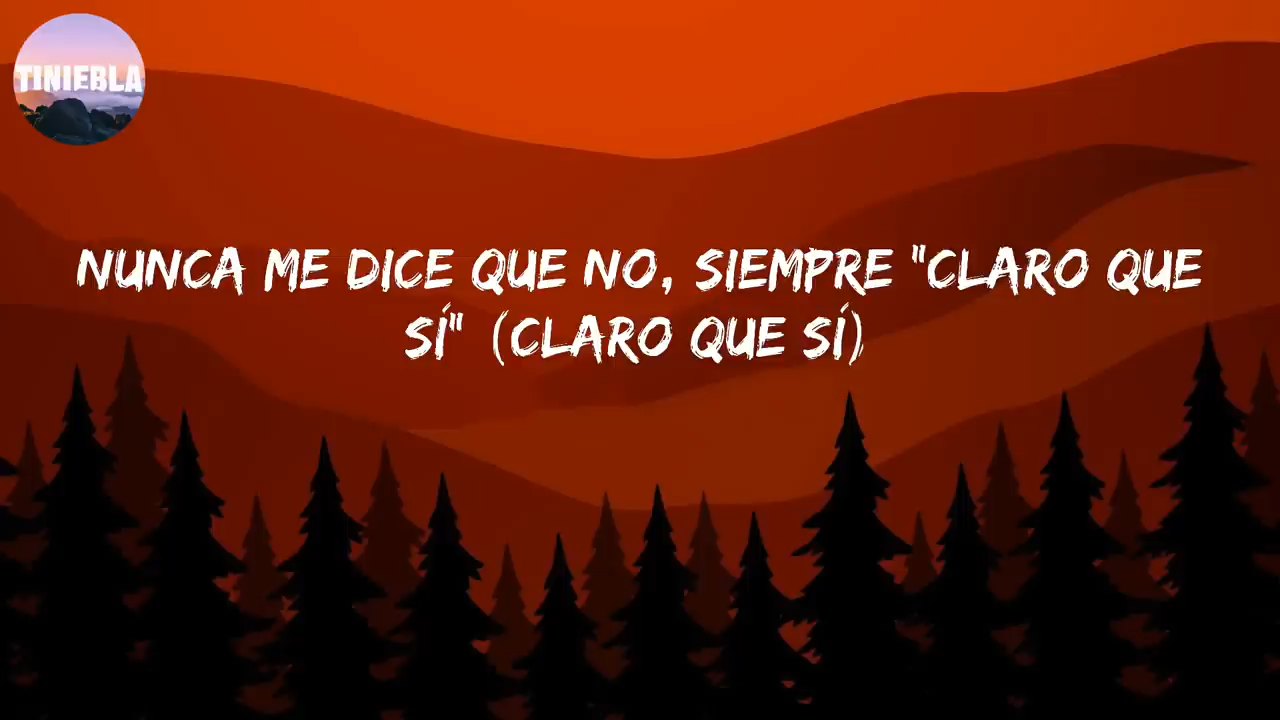 TINIEBLA
NUNCA ME DICE QUE NO, SIEMPRE "CLARO QUE
SÍ" (CLARO QUE SÍ)